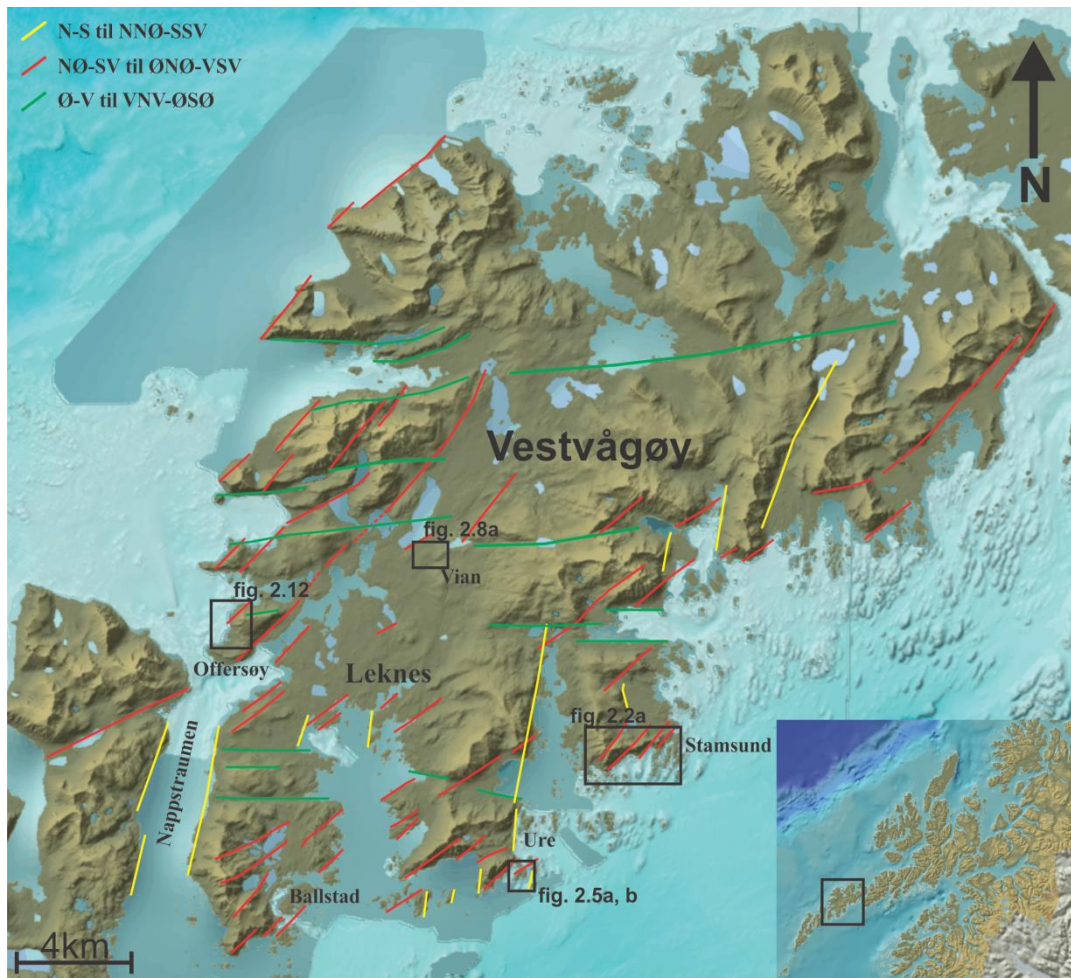 N-S til NNØ-SSV
NØ-SV til ØNØ-VSV
Ø-V til VNV-ØSØ
N
Vestvågøy
fig. 2.8a
Vian
fig. 2.12
Offersøy
Leknes
fig. 2.2a
Stamsund
Nappstraumen
Ure
Ballstad
fig. 2.5a, b
4km